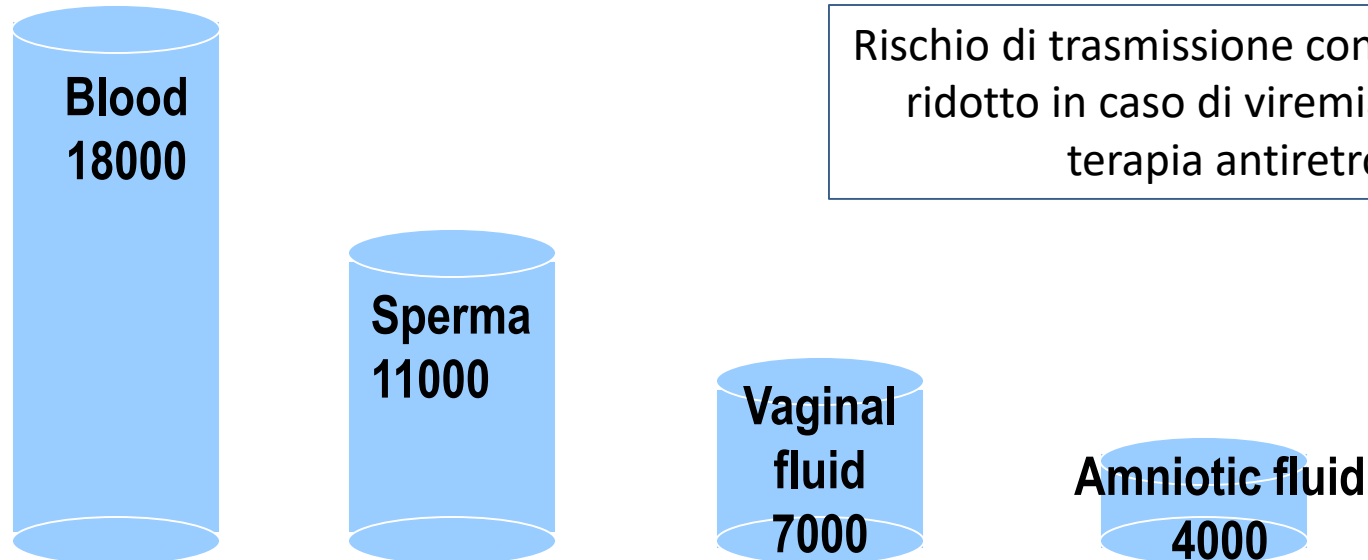 Blood
18000
Rischio di trasmissione con
ridotto in caso di viremi
terapia antiretr
Sperma
11000
Vaginal
fluid
7000
Amniotic fluid
4000